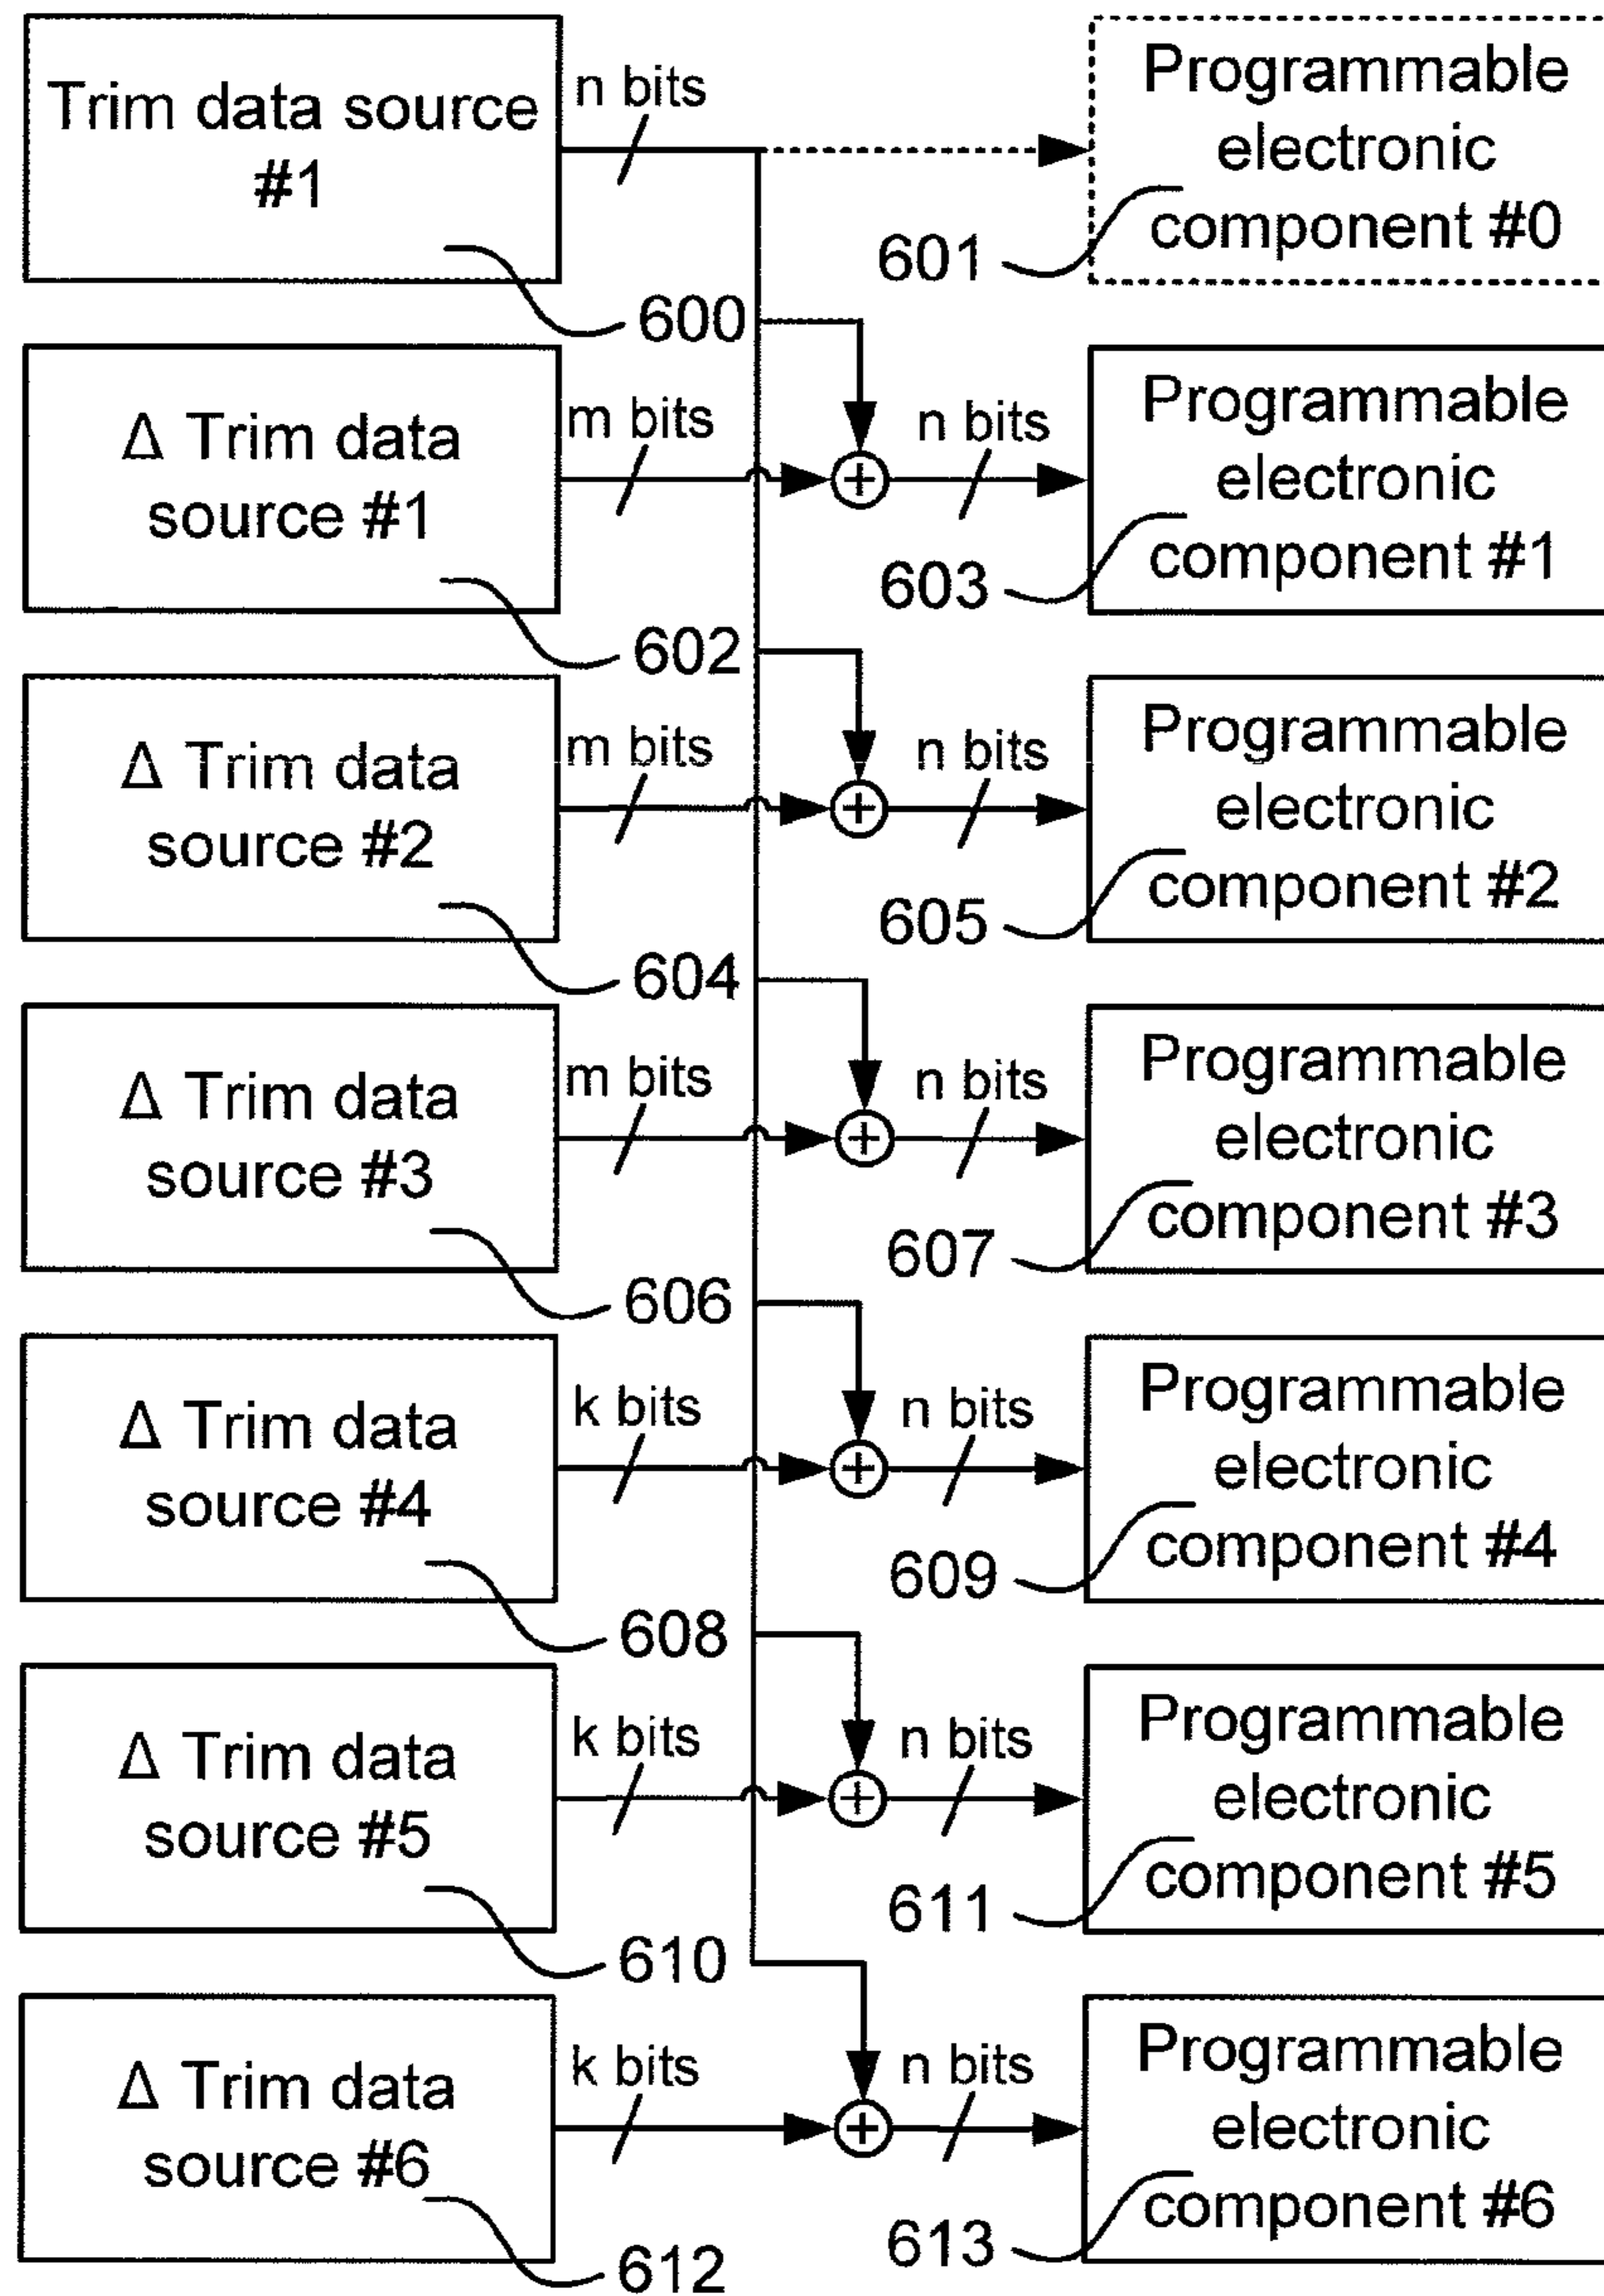 Trim data source
#1
n bits
Programmable
electronic
component #0
601
600
Δ Trim data
source #1
m bits
n bits
Programmable
electronic
component #1
603
602
Δ Trim data
source #2
m bits
n bits
Programmable
electronic
component #2
605
604
Δ Trim data
source #3
m bits
n bits
Programmable
electronic
component #3
607
606
Δ Trim data
source #4
k bits
n bits
Programmable
electronic
component #4
609
608
Δ Trim data
source #5
k bits
n bits
Programmable
electronic
component #5
611
610
Δ Trim data
source #6
k bits
n bits
Programmable
electronic
component #6
613
612